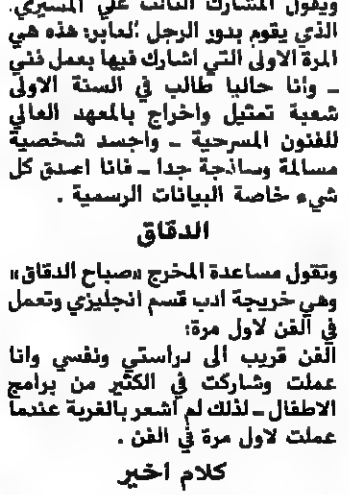 ويقول المشارك الثالث علي المسيري.
الذي يقوم بدور الرجل العابر: هذه هي
المرة الاولى التي اشارك فيها بعمل فني
ـ وأنا حاليا طالب في السنة الاولى
شعبة تمثيل واخراج بالمعهد العالي
للفنون المسرحية ـ واجسد شخصية
مسالمة وساذجة جدا ـ فانا اصدق كل
شيء خاصة البيانات الرسمية .
الدقاق
وتقول مساعدة المخرج «صباح الدقاق»
وهي خريجة ادب قسم انجليزي وتعمل
في الفن لاول مرة:
الفن قريب الى دراستي ونفسي وانا
عملت وشاركت في الكثير من برامج
الاطفال ـ لذلك لم اشعر بالغربة عندما
عملت لاول مرة في الفن .
كلام اخير